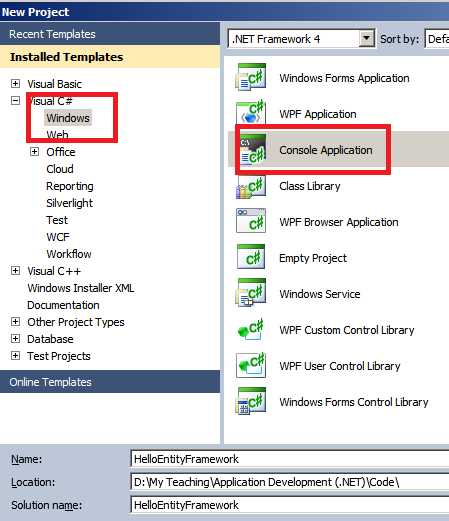 New Project
Recent Templates
Installed Templates
Visual Basic
Visual C#
Windows
Web
Office
Cloud
Reporting
Silverlight
Test
WCF
Workflow
Visual C++
Windows Installer XML
Documentation
Other Project Types
Database
Test Projects
Online Templates
.NET Framework 4
Sort by: Defa
Windows Forms Application
WPF Application
Console Application
Class Library
WPF Browser Application
Empty Project
Windows Service
WPF Custom Control Library
WPF User Control Library
Windows Forms Control Library
Name: HelloEntityFramework
Location: D:\My Teaching\Application Development (.NET)\Code\
Solution name: HelloEntityFramework